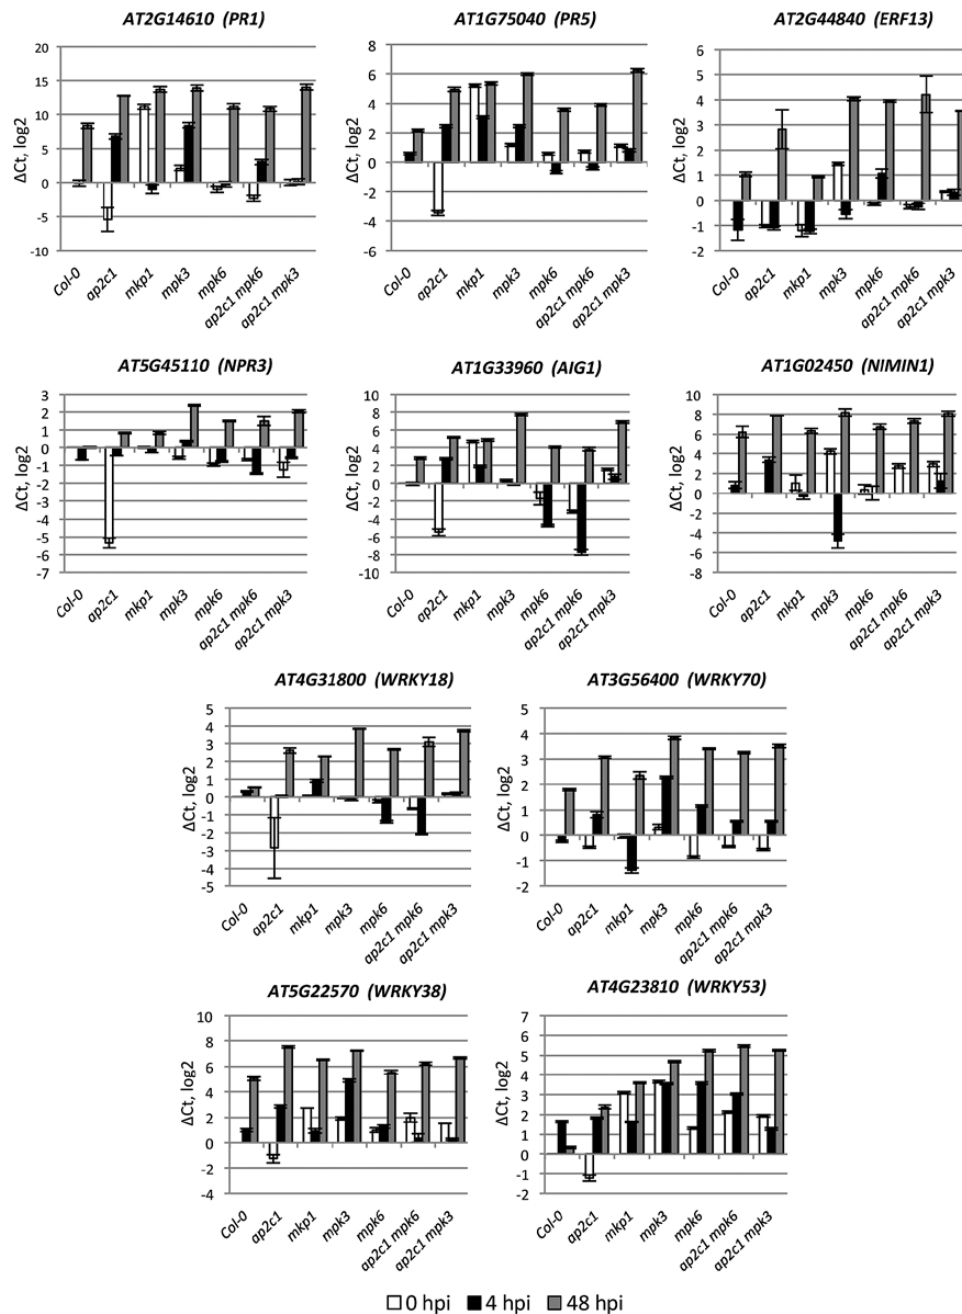 AT2G14610 (PR1)
AT1G75040 (PR5)
AT2G44840 (ERF13)
ΔCt, log2
20
15
10
5
0
-5
-10
Col-0
ap2c1
mkp1
mpk3
mpk6
ap2c1 mpk6
ap2c1 mpk3
ΔCt, log2
8
6
4
2
0
-2
-4
-6
Col-0
ap2c1
mkp1
mpk3
mpk6
ap2c1 mpk6
ap2c1 mpk3
ΔCt, log2
6
5
4
3
2
1
0
-1
-2
Col-0
ap2c1
mkp1
mpk3
mpk6
ap2c1 mpk6
ap2c1 mpk3
AT5G45110 (NPR3)
AT1G33960 (AIG1)
AT1G02450 (NIMIN1)
ΔCt, log2
3
2
1
0
-1
-2
-3
-4
-5
-6
-7
Col-0
ap2c1
mkp1
mpk3
mpk6
ap2c1 mpk6
ap2c1 mpk3
ΔCt, log2
10
8
6
4
2
0
-2
-4
-6
-8
-10
Col-0
ap2c1
mkp1
mpk3
mpk6
ap2c1 mpk6
ap2c1 mpk3
ΔCt, log2
10
8
6
4
2
0
-2
-4
-6
-8
Col-0
ap2c1
mkp1
mpk3
mpk6
ap2c1 mpk6
ap2c1 mpk3
AT4G31800 (WRKY18)
AT3G56400 (WRKY70)
ΔCt, log2
5
4
3
2
1
0
-1
-2
-3
-4
-5
Col-0
ap2c1
mkp1
mpk3
mpk6
ap2c1 mpk6
ap2c1 mpk3
ΔCt, log2
5
4
3
2
1
0
-1
-2
Col-0
ap2c1
mkp1
mpk3
mpk6
ap2c1 mpk6
ap2c1 mpk3
AT5G22570 (WRKY38)
AT4G23810 (WRKY53)
ΔCt, log2
10
8
6
4
2
0
-2
-4
Col-0
ap2c1
mkp1
mpk3
mpk6
ap2c1 mpk6
ap2c1 mpk3
ΔCt, log2
7
6
5
4
3
2
1
0
-1
-2
Col-0
ap2c1
mkp1
mpk3
mpk6
ap2c1 mpk6
ap2c1 mpk3
0 hpi 4 hpi 48 hpi